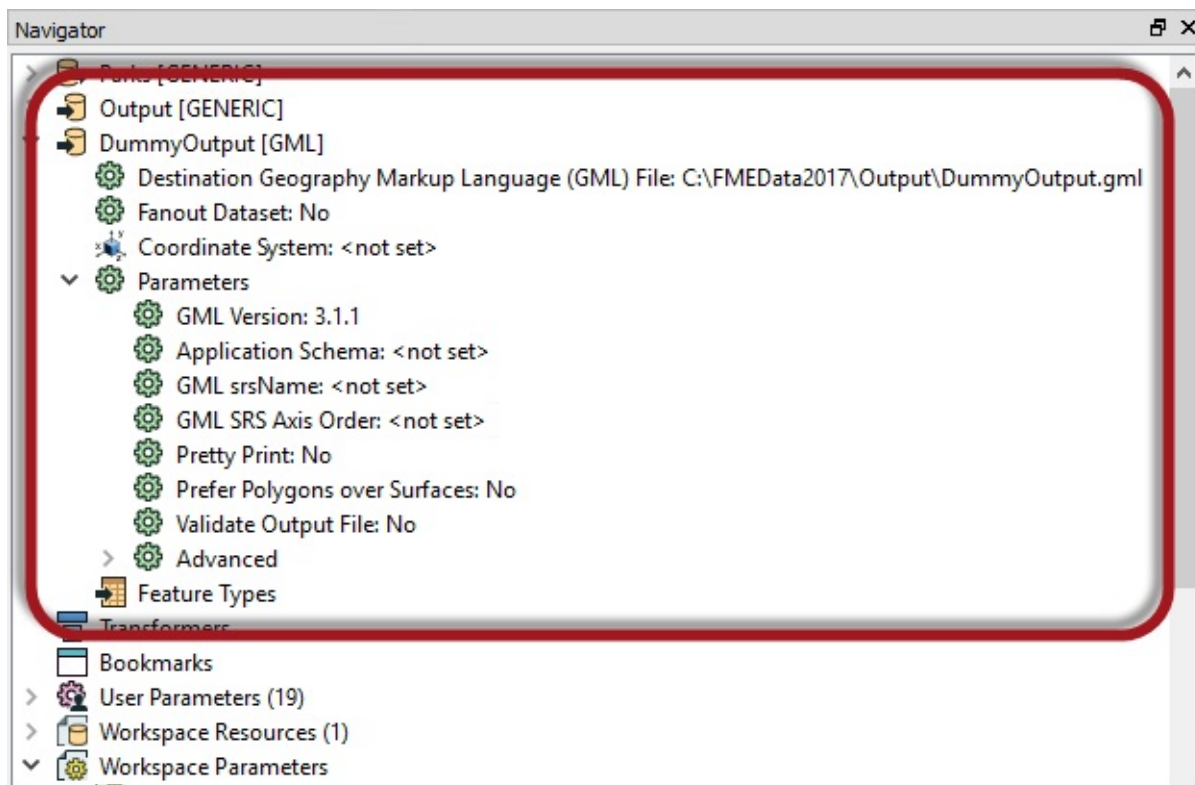 Navigator
Parks [GENERIC]
Output [GENERIC]
DummyOutput [GML]
Destination Geography Markup Language (GML) File: C:\FMEData2017\Output\DummyOutput.gml
Fanout Dataset: No
Coordinate System: <not set>
Parameters
GML Version: 3.1.1
Application Schema: <not set>
GML srsName: <not set>
GML SRS Axis Order: <not set>
Pretty Print: No
Prefer Polygons over Surfaces: No
Validate Output File: No
Advanced
Feature Types
Transformers
Bookmarks
User Parameters (19)
Workspace Resources (1)
Workspace Parameters